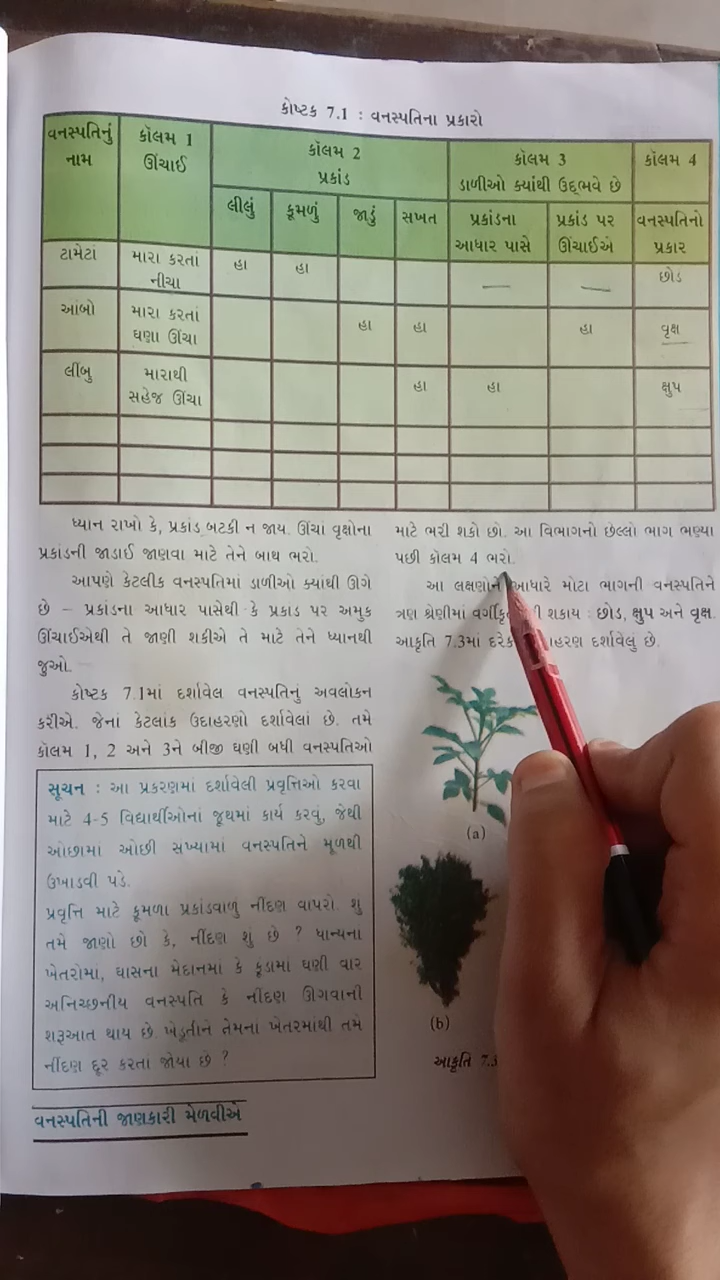 કોષ્ટક 7.1 : વનસ્પતિના પ્રકારો
વનસ્પતિનું નામ
કૉલમ 1 ઊંચાઈ
કૉલમ 2 પ્રકાંડ
કૉલમ 3 ડાળીઓ ક્યાંથી ઉદ્ભવે છે
કૉલમ 4
લીલું કૂમળું જાડું સખત પ્રકાંડના આધાર પાસે પ્રકાંડ પર ઊંચાઈએ વનસ્પતિનો પ્રકાર
ટામેટા મારા કરતાં નીચા હા હા — — છોડ
આંબો મારા કરતાં ઘણા ઊંચા હા હા હા વૃક્ષ
લીંબુ મારાથી સહેજ ઊંચા હા હા ક્ષુપ
ધ્યાન રાખો કે, પ્રકાંડ બટકી ન જાય. ઊંચાં વૃક્ષોના
પ્રકાંડની જાડાઈ જાણવા માટે તેને બાથ ભરો.
આપણે કેટલીક વનસ્પતિમાં ડાળીઓ ક્યાંથી ઊગે
છે – પ્રકાંડના આધાર પાસેથી કે પ્રકાંડ પર અમુક
ઊંચાઈએથી તે જાણી શકીએ તે માટે તેને ધ્યાનથી
જુઓ.
કોષ્ટક 7.1માં દર્શાવેલ વનસ્પતિનું અવલોકન
કરીએ. જેનાં કેટલાંક ઉદાહરણો દર્શાવેલાં છે. તમે
કૉલમ 1, 2 અને 3ને બીજી ઘણી બધી વનસ્પતિઓ
સૂચન : આ પ્રકરણમાં દર્શાવેલી પ્રવૃત્તિઓ કરવા
માટે 4-5 વિદ્યાર્થીઓનાં જૂથમાં કાર્ય કરવું, જેથી
ઓછામાં ઓછી સંખ્યામાં વનસ્પતિને મૂળથી
ઉખાડવી પડે.
પ્રવૃત્તિ માટે કૂમળા પ્રકાંડવાળુ નીંદણ વાપરો. શું
તમે જાણો છો કે, નીંદણ શું છે ? ધાન્યના
ખેતરોમાં, ઘાસના મેદાનમાં કે કૂંડામાં ઘણી વાર
અનિચ્છનીય વનસ્પતિ કે નીંદણ ઊગવાની
શરૂઆત થાય છે. ખેડૂતીને તેમનાં ખેતરમાંથી તમે
નીંદણ દૂર કરતાં જોયા છે ?
વનસ્પતિની જાણકારી મેળવીએ
માટે ભરી શકો છો. આ વિભાગનો છેલ્લો ભાગ ભણ્યા
પછી કૉલમ 4 ભરો.
આ લક્ષણોને આધારે મોટા ભાગની વનસ્પતિને
ત્રણ શ્રેણીમાં શકાય : છોડ, ક્ષુપ અને વૃક્ષ.
આકૃતિ 7.3માં દર્શાવેલું છે.
(a)
(b)
આકૃતિ 7.3